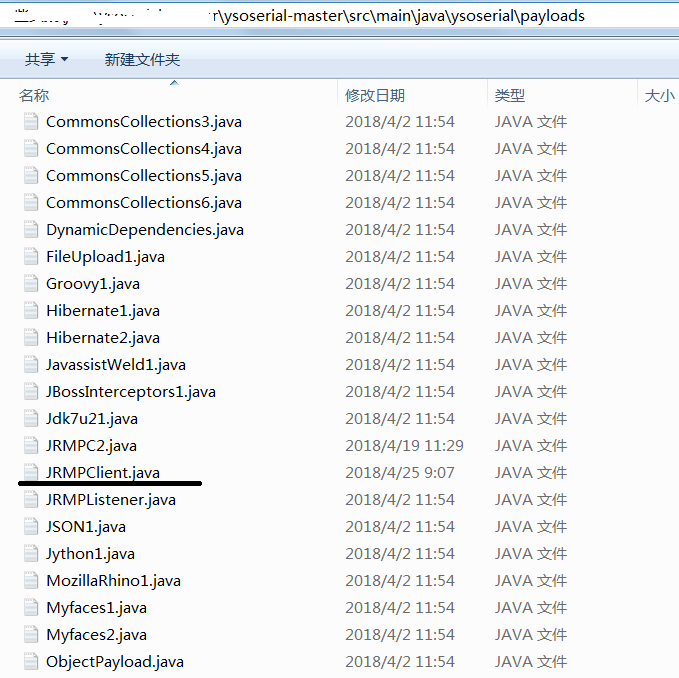 r\ysoserial-master\src\main\java\ysoserial\payloads
共享 新建文件夹
名称 修改日期 类型 大小
CommonsCollections3.java 2018/4/2 11:54 JAVA 文件
CommonsCollections4.java 2018/4/2 11:54 JAVA 文件
CommonsCollections5.java 2018/4/2 11:54 JAVA 文件
CommonsCollections6.java 2018/4/2 11:54 JAVA 文件
DynamicDependencies.java 2018/4/2 11:54 JAVA 文件
FileUpload1.java 2018/4/2 11:54 JAVA 文件
Groovy1.java 2018/4/2 11:54 JAVA 文件
Hibernate1.java 2018/4/2 11:54 JAVA 文件
Hibernate2.java 2018/4/2 11:54 JAVA 文件
JavassistWeld1.java 2018/4/2 11:54 JAVA 文件
JBossInterceptors1.java 2018/4/2 11:54 JAVA 文件
Jdk7u21.java 2018/4/2 11:54 JAVA 文件
JRMPC2.java 2018/4/19 11:29 JAVA 文件
JRMPClient.java 2018/4/25 9:07 JAVA 文件
JRMPListener.java 2018/4/2 11:54 JAVA 文件
JSON1.java 2018/4/2 11:54 JAVA 文件
Jython1.java 2018/4/2 11:54 JAVA 文件
MozillaRhino1.java 2018/4/2 11:54 JAVA 文件
Myfaces1.java 2018/4/2 11:54 JAVA 文件
Myfaces2.java 2018/4/2 11:54 JAVA 文件
ObjectPayload.java 2018/4/2 11:54 JAVA 文件